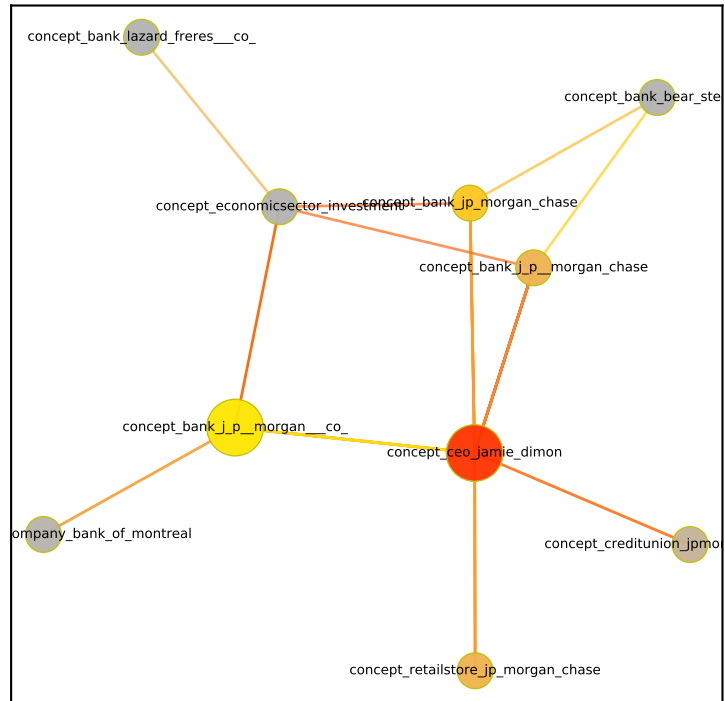 concept_bank_lazard_freres___co_
concept_bank_bear_ste
concept_economicsector_investment
concept_bank_jp_morgan_chase
concept_bank_j_p__morgan_chase
concept_bank_j_p__morgan___co_
concept_ceo_jamie_dimon
ompany_bank_of_montreal
concept_creditunion_jpmor
concept_retailstore_jp_morgan_chase